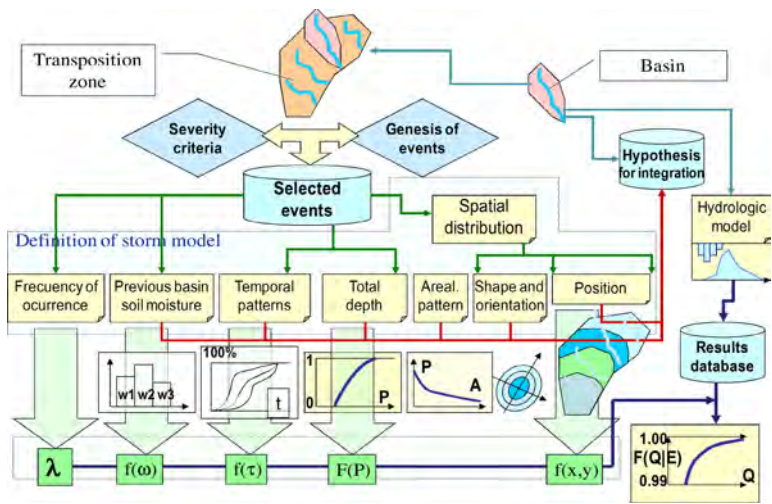 Transposition
zone
Basin
Severity
criteria
Genesis of
events
Hypothesis
for integration
Selected
events
Spatial
distribution
Hydrologic
model
Definition of storm model
Frecuency of
ocurrence
Previous basin
soil moisture
Temporal
patterns
Total
depth
Areal.
pattern
Shape and
orientation
Position
Results
database
w1 w2 w3
100%
t
1
0
P
P
A
λ
f(ω)
f(τ)
F(P)
f(x,y)
1.00
F(Q|E)
0.99
Q